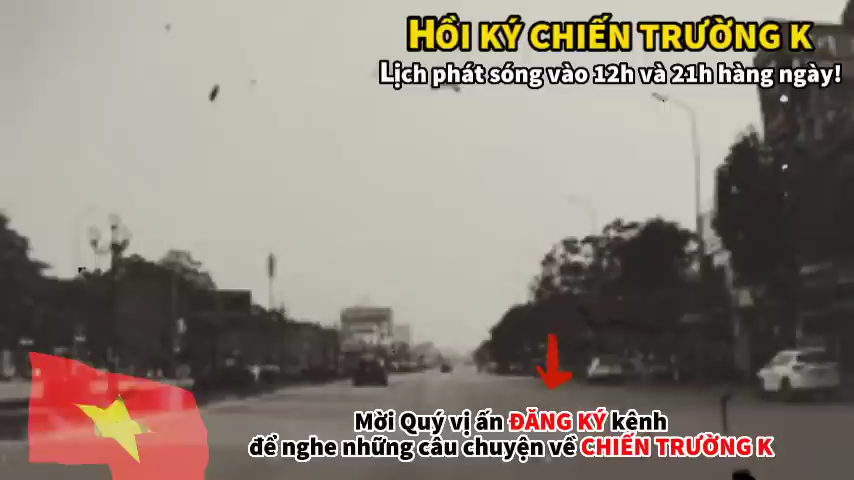 HỒI KÝ CHIẾN TRƯỜNG K
Lịch phát sóng vào 12h và 21h hàng ngày!
Mời Quý vị ấn ĐĂNG KÝ kênh
để nghe những câu chuyện về CHIẾN TRƯỜNG K